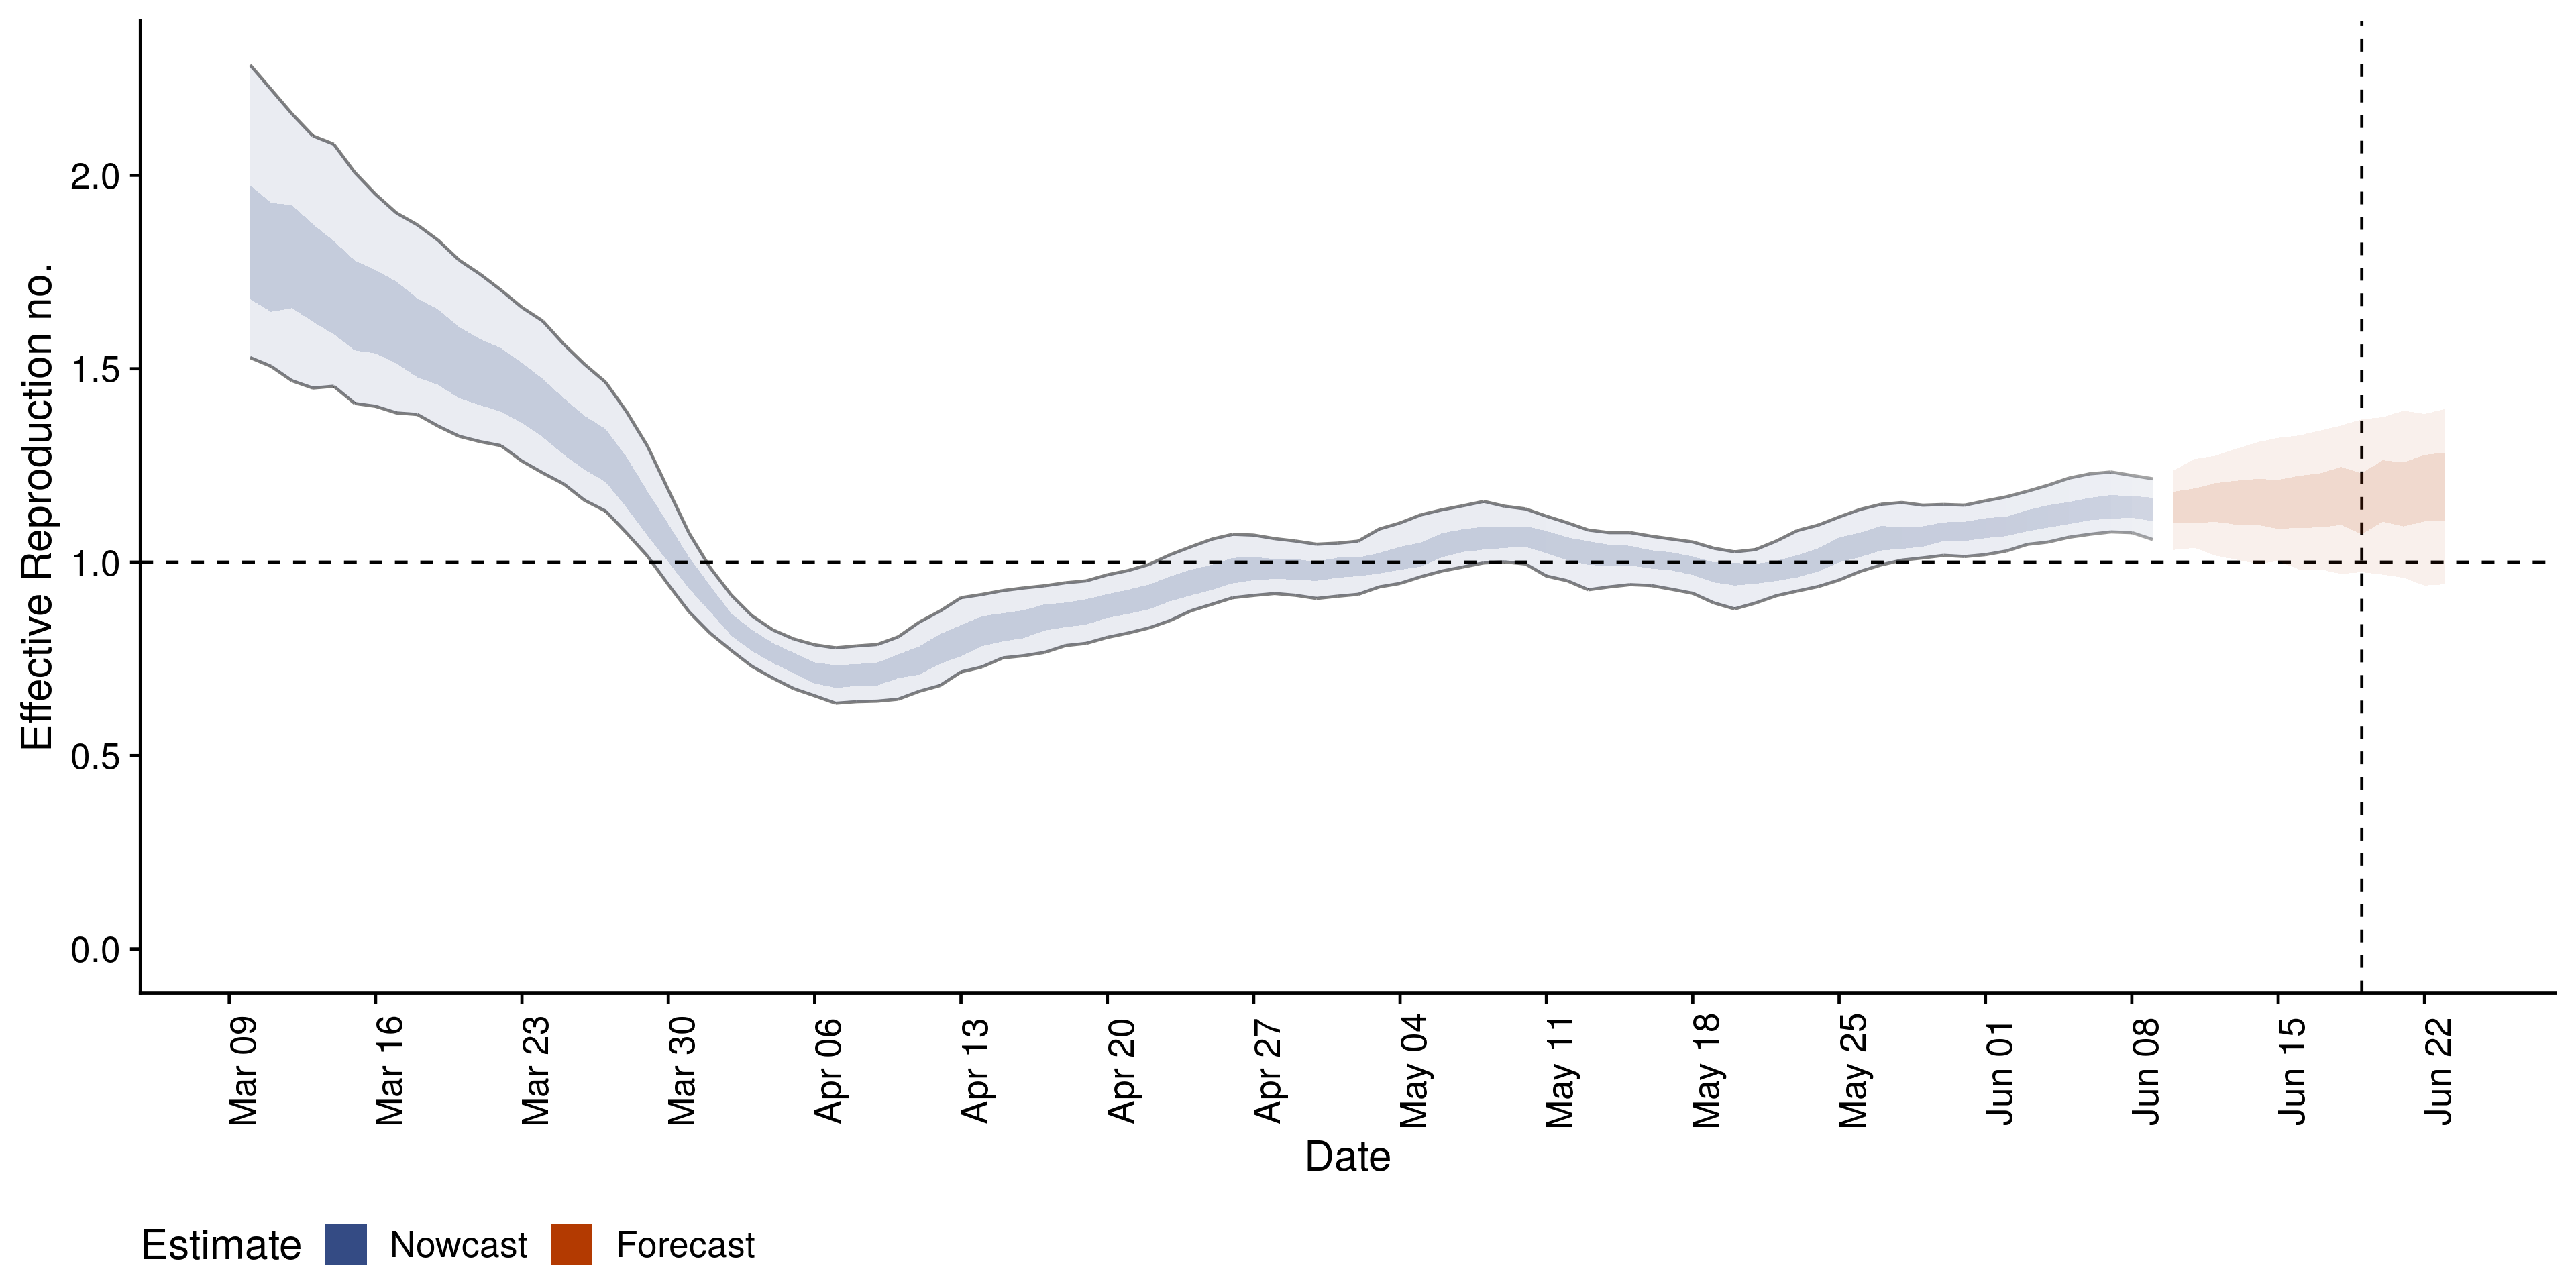 Effective Reproduction no.
2.0
1.5
1.0
0.5
0.0
Mar 09
Mar 16
Mar 23
Mar 30
Apr 06
Apr 13
Apr 20
Apr 27
May 04
May 11
May 18
May 25
Jun 01
Jun 08
Jun 15
Jun 22
Date
Estimate Nowcast Forecast